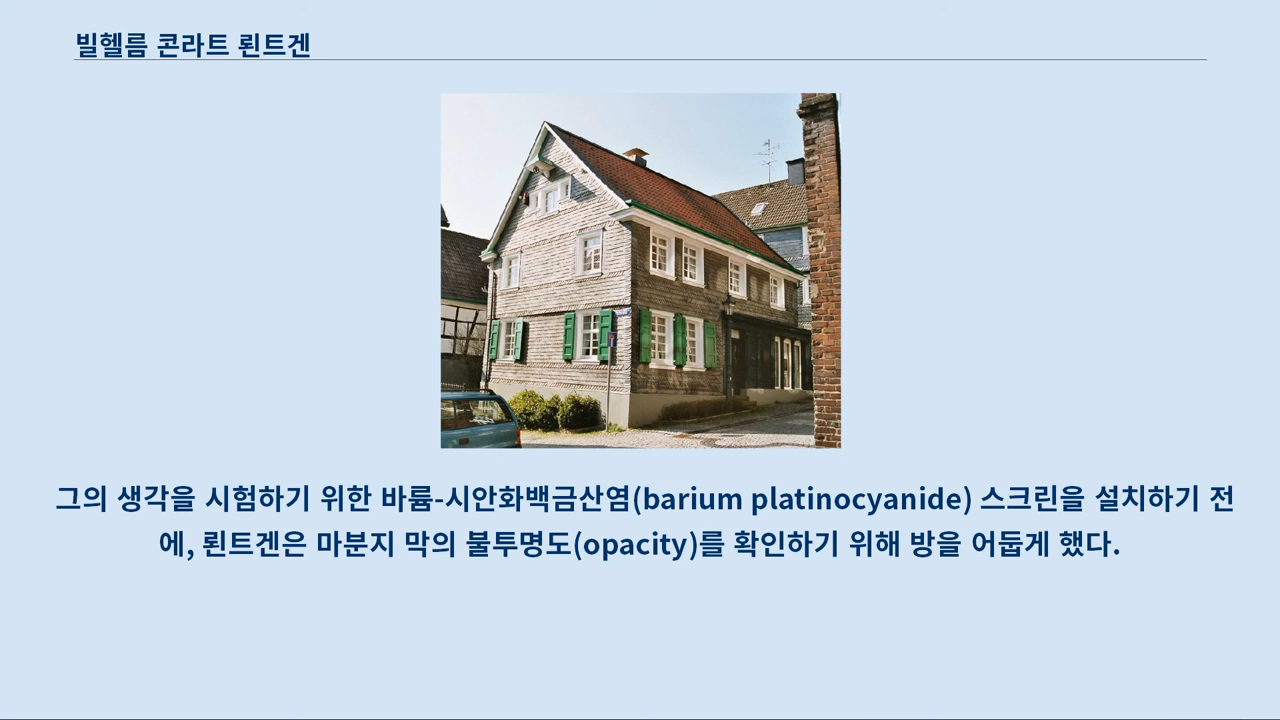 빌헬름 콘라트 뢴트겐
그의 생각을 시험하기 위한 바륨-시안화백금산염(barium platinocyanide) 스크린을 설치하기 전
에, 뢴트겐은 마분지 막의 불투명도(opacity)를 확인하기 위해 방을 어둡게 했다.